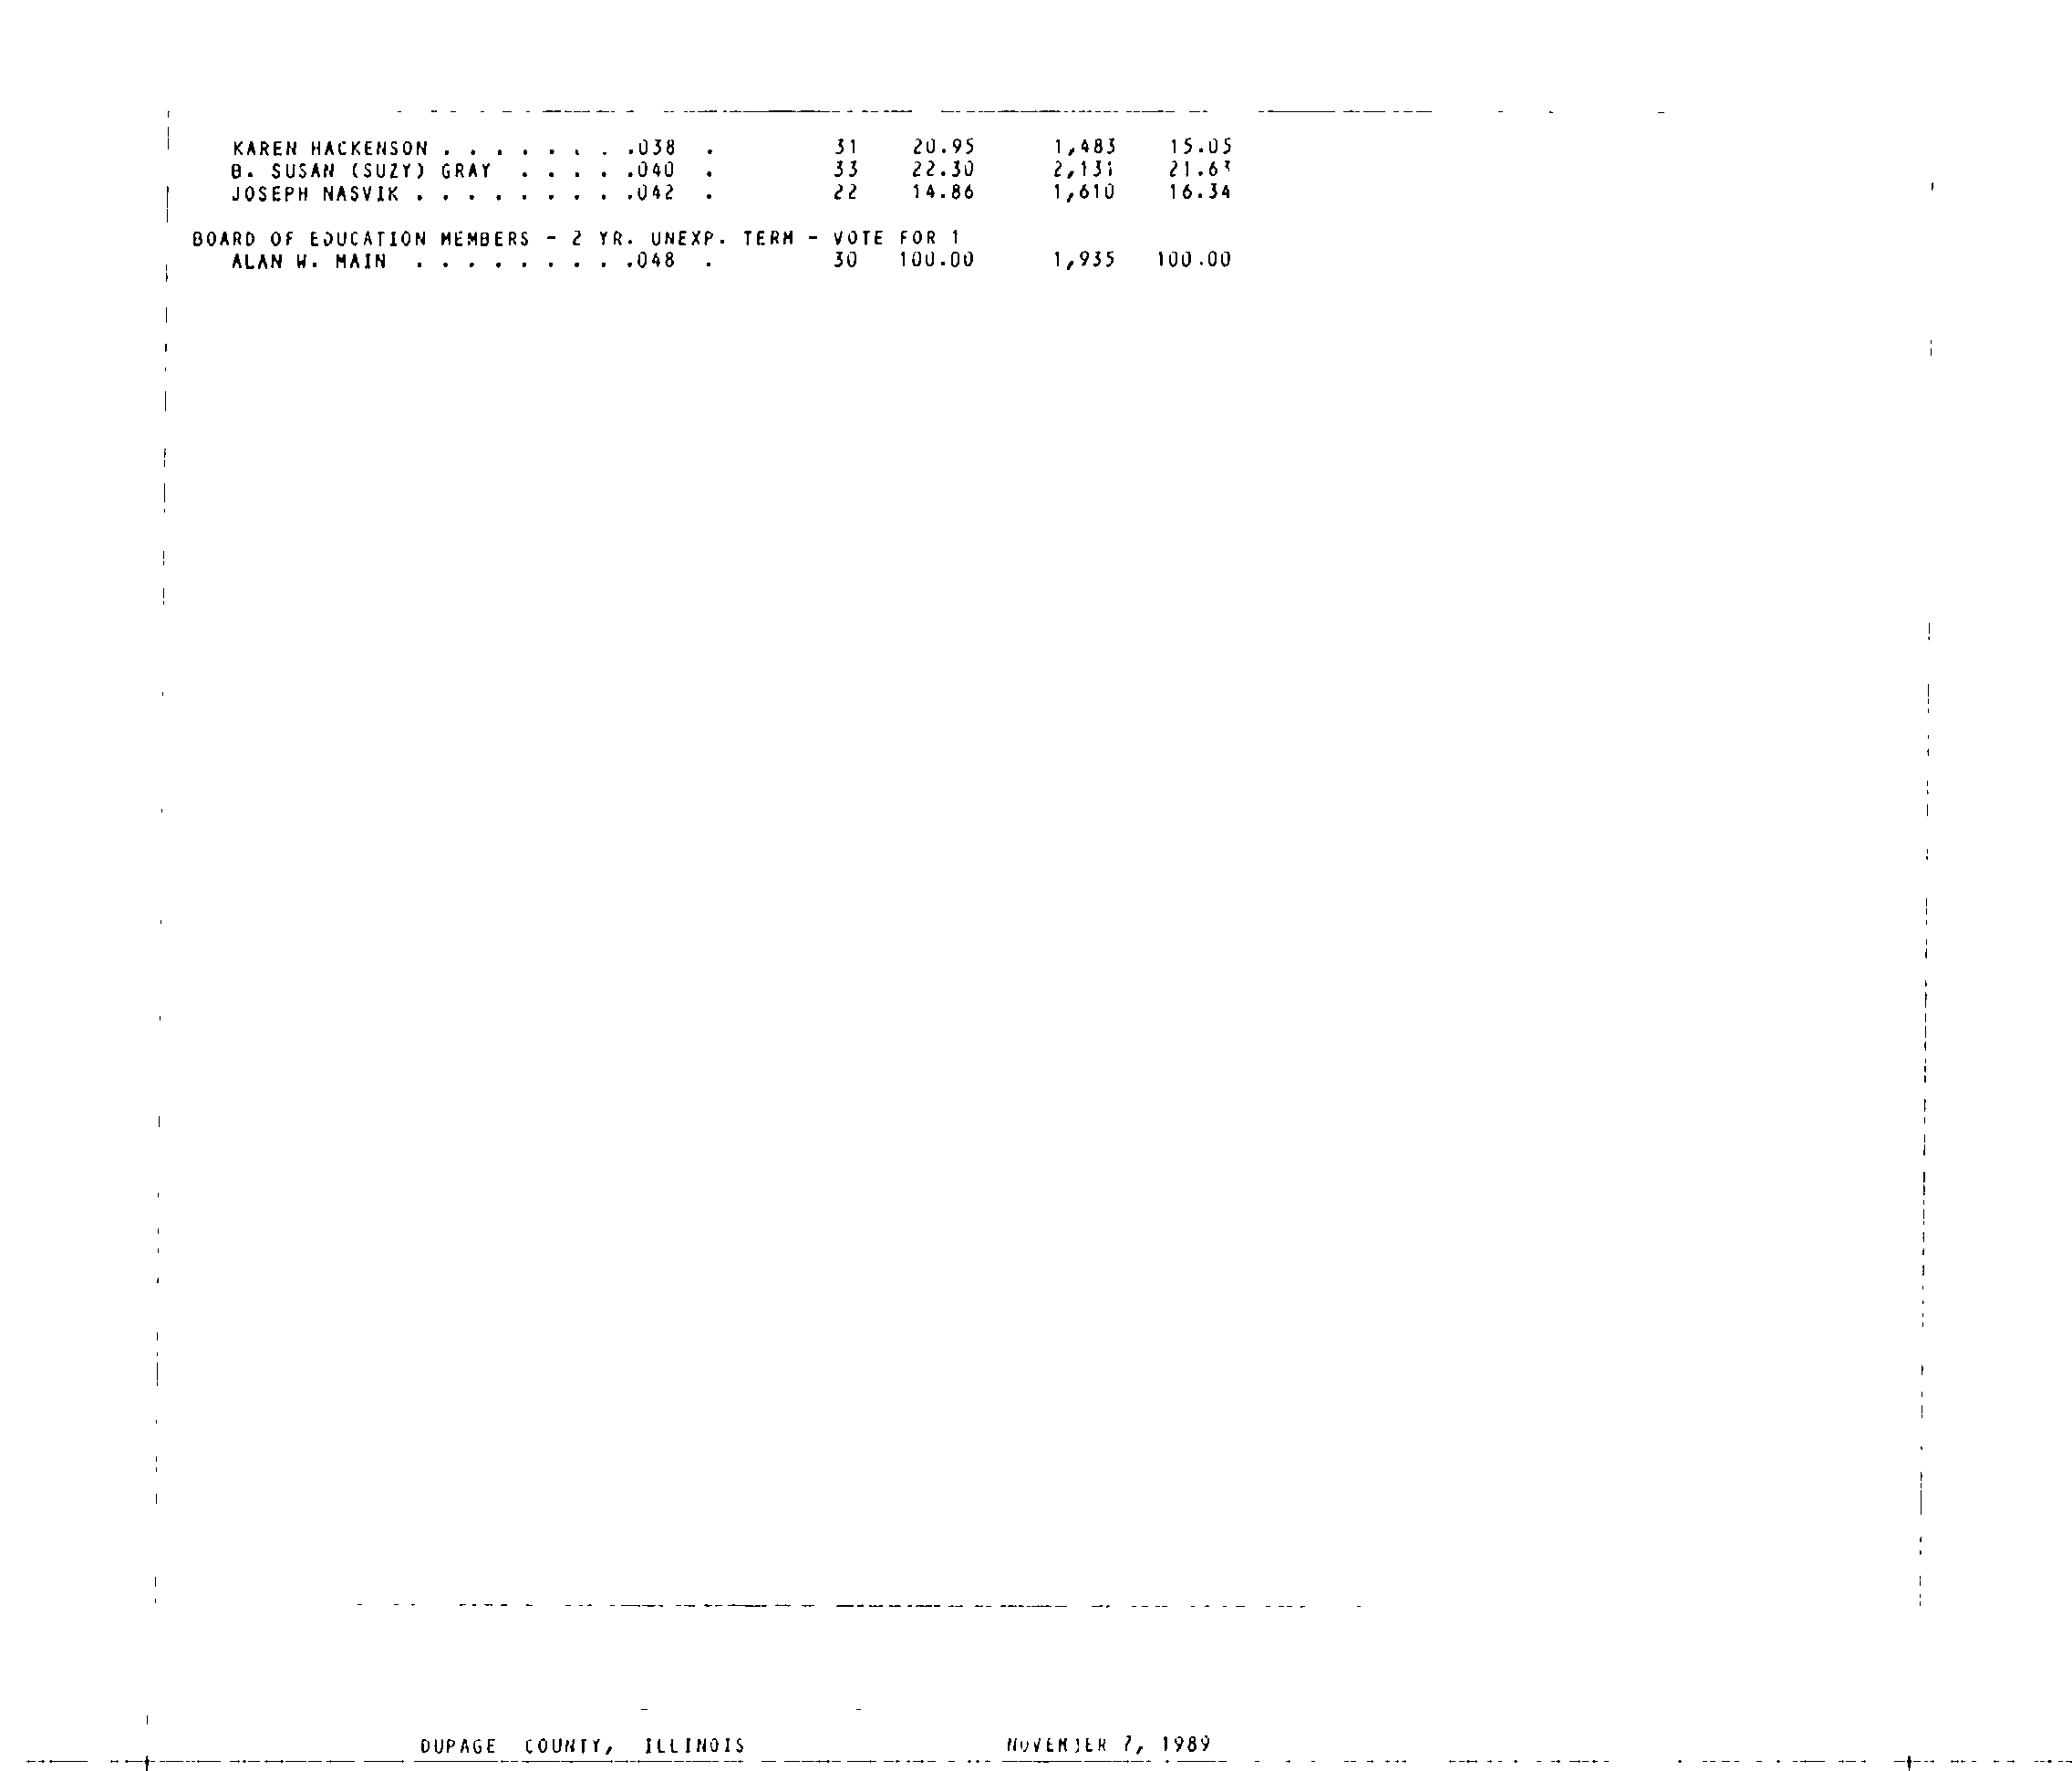 KAREN HACKENSON . . . . . . . .038 . 31 20.95 1,483 15.05
B. SUSAN (SUZY) GRAY . . . . .040 . 33 22.30 2,131 21.63
JOSEPH NASVIK . . . . . . . . .042 . 22 14.86 1,610 16.34
BOARD OF EDUCATION MEMBERS - 2 YR. UNEXP. TERM - VOTE FOR 1
ALAN W. MAIN . . . . . . . . .048 . 30 100.00 1,935 100.00
DUPAGE COUNTY, ILLINOIS NOVEMBER 7, 1989